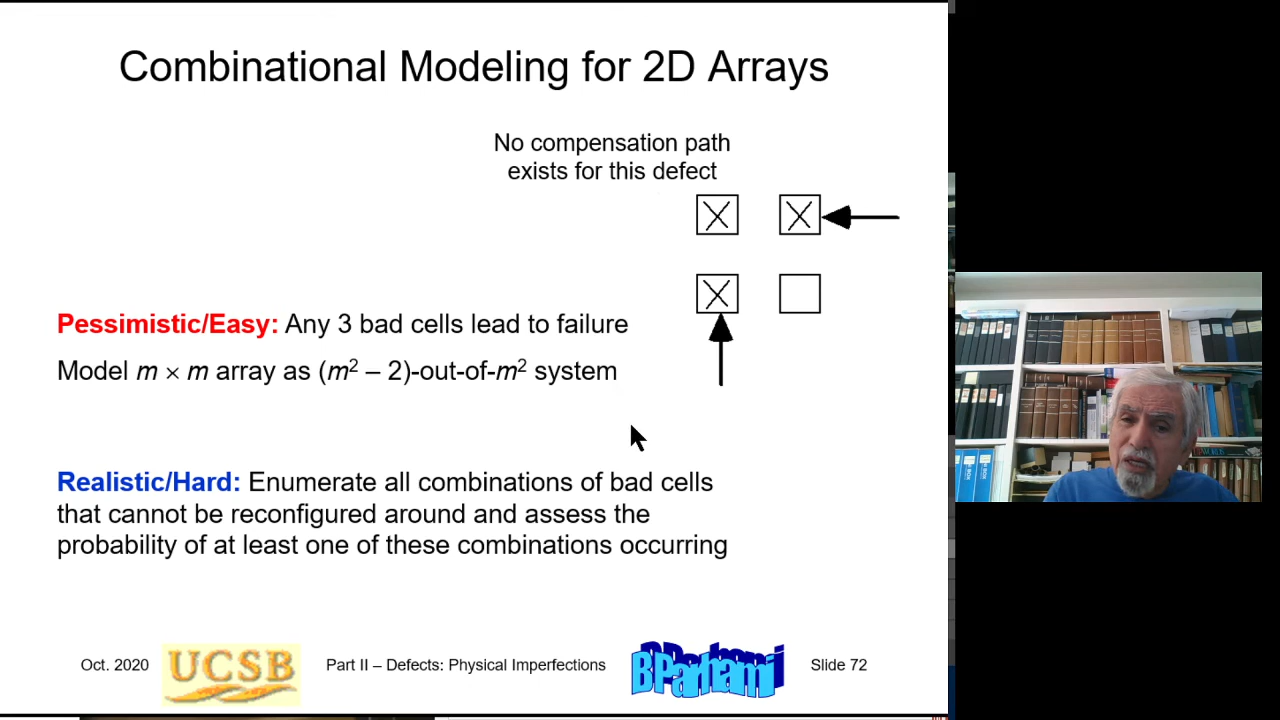 Combinational Modeling for 2D Arrays
No compensation path
exists for this defect
Pessimistic/Easy: Any 3 bad cells lead to failure
Model m × m array as (m² – 2)-out-of-m² system
Realistic/Hard: Enumerate all combinations of bad cells
that cannot be reconfigured around and assess the
probability of at least one of these combinations occurring
Oct. 2020
UCSB
Part II – Defects: Physical Imperfections
BParhami
Slide 72